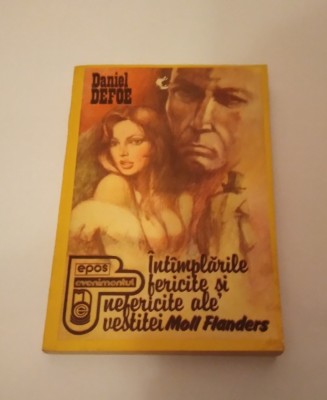 Daniel
DEFOE
epos
evenimentul
Întîmplările
fericite și
nefericite ale
vestitei Moll Flanders